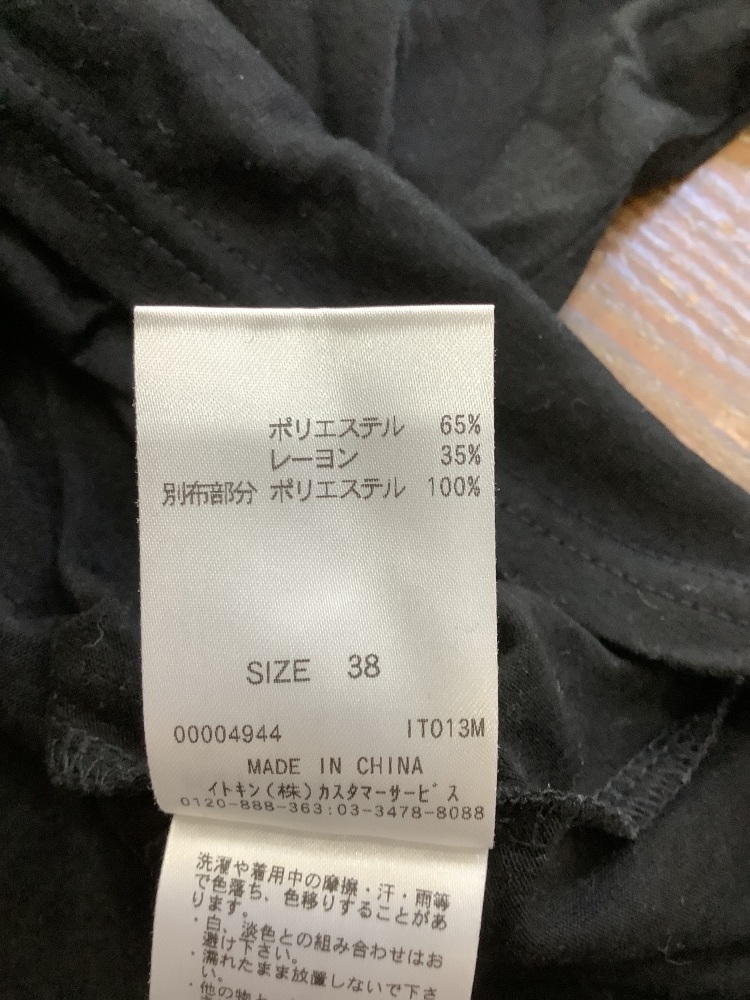 ポリエステル 65%
レーヨン 35%
別布部分 ポリエステル 100%
SIZE 38
00004944 IT013M
MADE IN CHINA
イトキン(株)カスタマーサービス
0120-888-363:03-3478-8088
洗濯や着用中の摩擦・汗・雨等
で色落ち、色移りすることがあ
ります。
・白、淡色との組み合わせはお
避け下さい。
・濡れたまま放置しないで下さ
い。
・他の物と